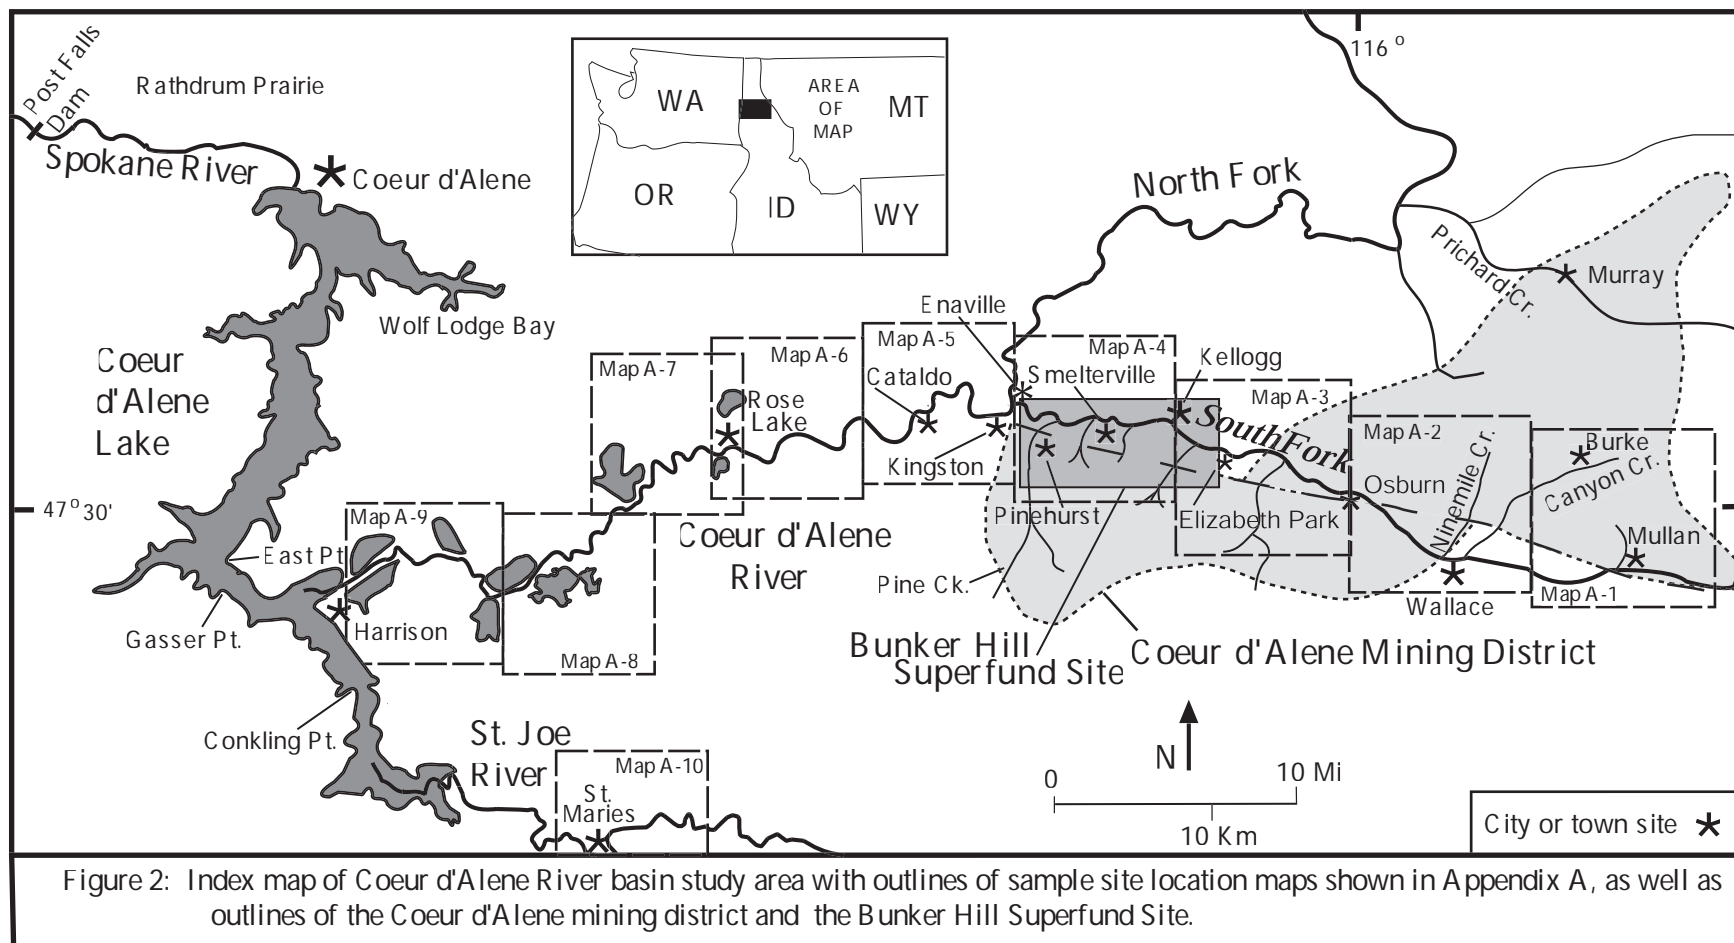 Post Falls
Dam
Rathdrum Prairie
Spokane River
Coeur d'Alene
WA
AREA
OF
MAP
MT
OR
ID
WY
116 o
North Fork
Prichard Cr.
Murray
Wolf Lodge Bay
Coeur
d'Alene
Lake
Enaville
Map A-7
Map A-6
Map A-5
Map A-4
Kellogg
Cataldo
Smelterville
Map A-3
Rose
Lake
South Fork
Map A-2
Ninemile Cr.
Burke
Canyon Cr.
Kingston
Osburn
47 o 30'
Map A-9
Pinehurst
Elizabeth Park
Mullan
Coeur d'Alene
River
East Pt
Pine Ck.
Map A-1
Wallace
Gasser Pt.
Harrison
Map A-8
Bunker Hill
Superfund Site
Coeur d'Alene Mining District
Conkling Pt.
St. Joe
River
Map A-10
St.
Maries
N
0
10 Mi
10 Km
City or town site
Figure 2: Index map of Coeur d'Alene River basin study area with outlines of sample site location maps shown in Appendix A, as well as
outlines of the Coeur d'Alene mining district and the Bunker Hill Superfund Site.